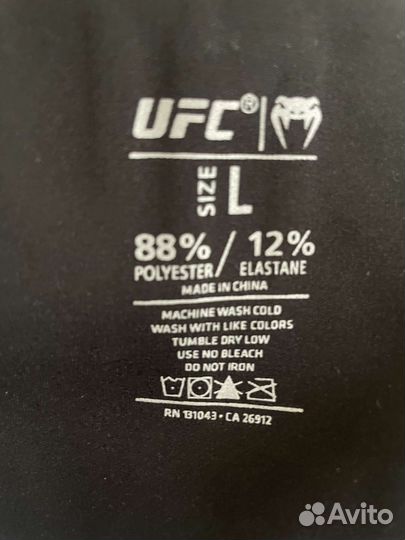 UFC®
SIZE L
88% / 12%
POLYESTER / ELASTANE
MADE IN CHINA
MACHINE WASH COLD
WASH WITH LIKE COLORS
TUMBLE DRY LOW
USE NO BLEACH
DO NOT IRON
RN 131043 • CA 26912
Avito